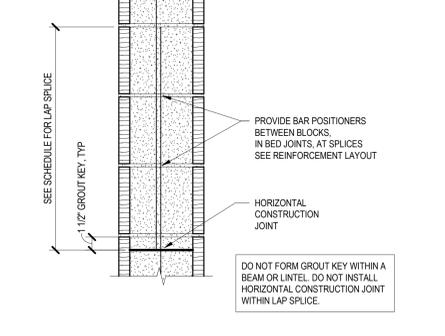 SEE SCHEDULE FOR LAP SPLICE
1 1/2" GROUT KEY, TYP
PROVIDE BAR POSITIONERS
BETWEEN BLOCKS,
IN BED JOINTS, AT SPLICES
SEE REINFORCEMENT LAYOUT
HORIZONTAL
CONSTRUCTION
JOINT
DO NOT FORM GROUT KEY WITHIN A
BEAM OR LINTEL. DO NOT INSTALL
HORIZONTAL CONSTRUCTION JOINT
WITHIN LAP SPLICE.